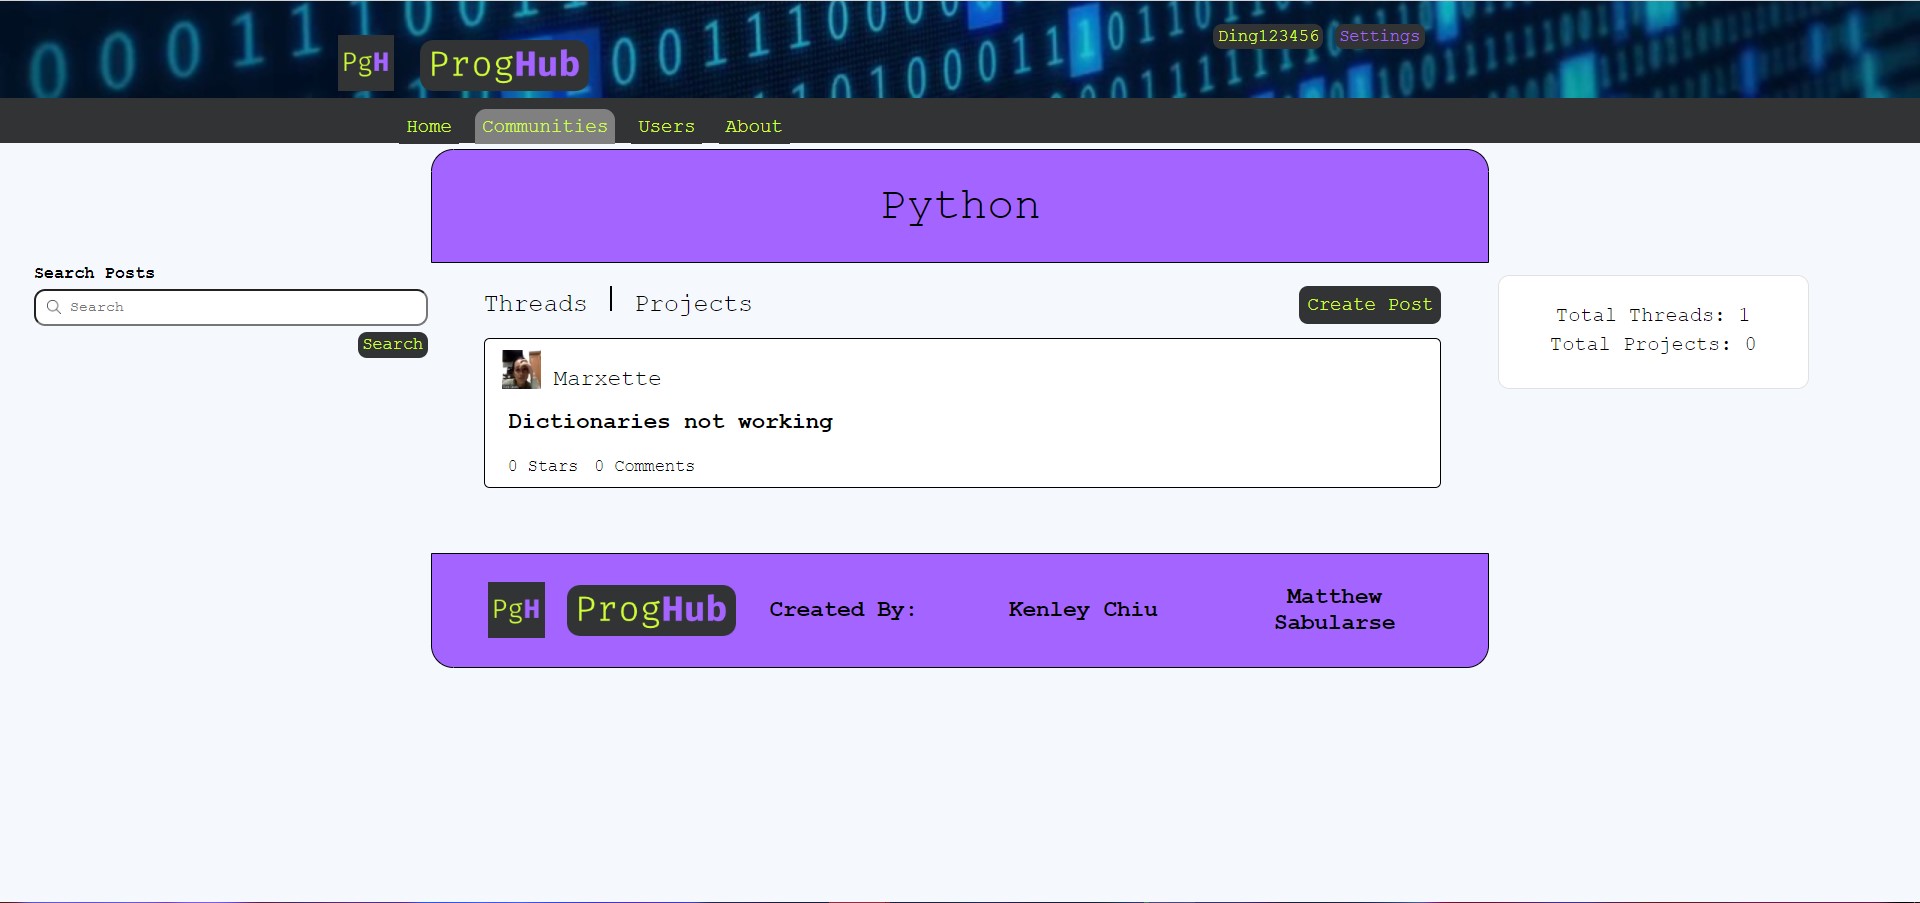 PgH ProgHub
Ding123456 Settings
Home Communities Users About
Python
Search Posts
Search
Search
Threads | Projects
Create Post
Marxette
Dictionaries not working
0 Stars 0 Comments
Total Threads: 1
Total Projects: 0
PgH ProgHub
Created By:
Kenley Chiu
Matthew
Sabularse